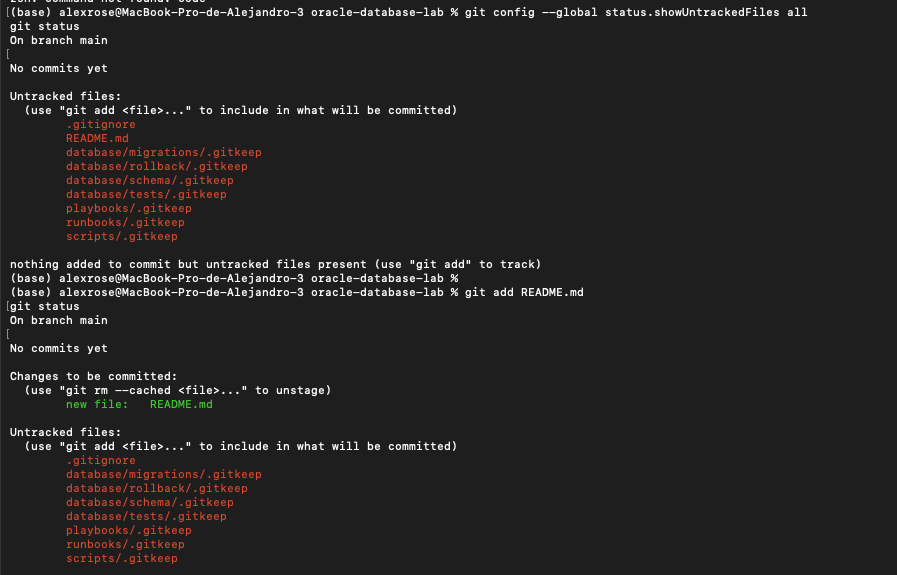 [(base) alexrose@MacBook-Pro-de-Alejandro-3 oracle-database-lab % git config --global status.showUntrackedFiles all
git status
On branch main
[
No commits yet
Untracked files:
(use "git add <file>..." to include in what will be committed)
.gitignore
README.md
database/migrations/.gitkeep
database/rollback/.gitkeep
database/schema/.gitkeep
database/tests/.gitkeep
playbooks/.gitkeep
runbooks/.gitkeep
scripts/.gitkeep
nothing added to commit but untracked files present (use "git add" to track)
(base) alexrose@MacBook-Pro-de-Alejandro-3 oracle-database-lab %
(base) alexrose@MacBook-Pro-de-Alejandro-3 oracle-database-lab % git add README.md
[git status
On branch main
[
No commits yet
Changes to be committed:
(use "git rm --cached <file>..." to unstage)
new file:   README.md
Untracked files:
(use "git add <file>..." to include in what will be committed)
.gitignore
database/migrations/.gitkeep
database/rollback/.gitkeep
database/schema/.gitkeep
database/tests/.gitkeep
playbooks/.gitkeep
runbooks/.gitkeep
scripts/.gitkeep